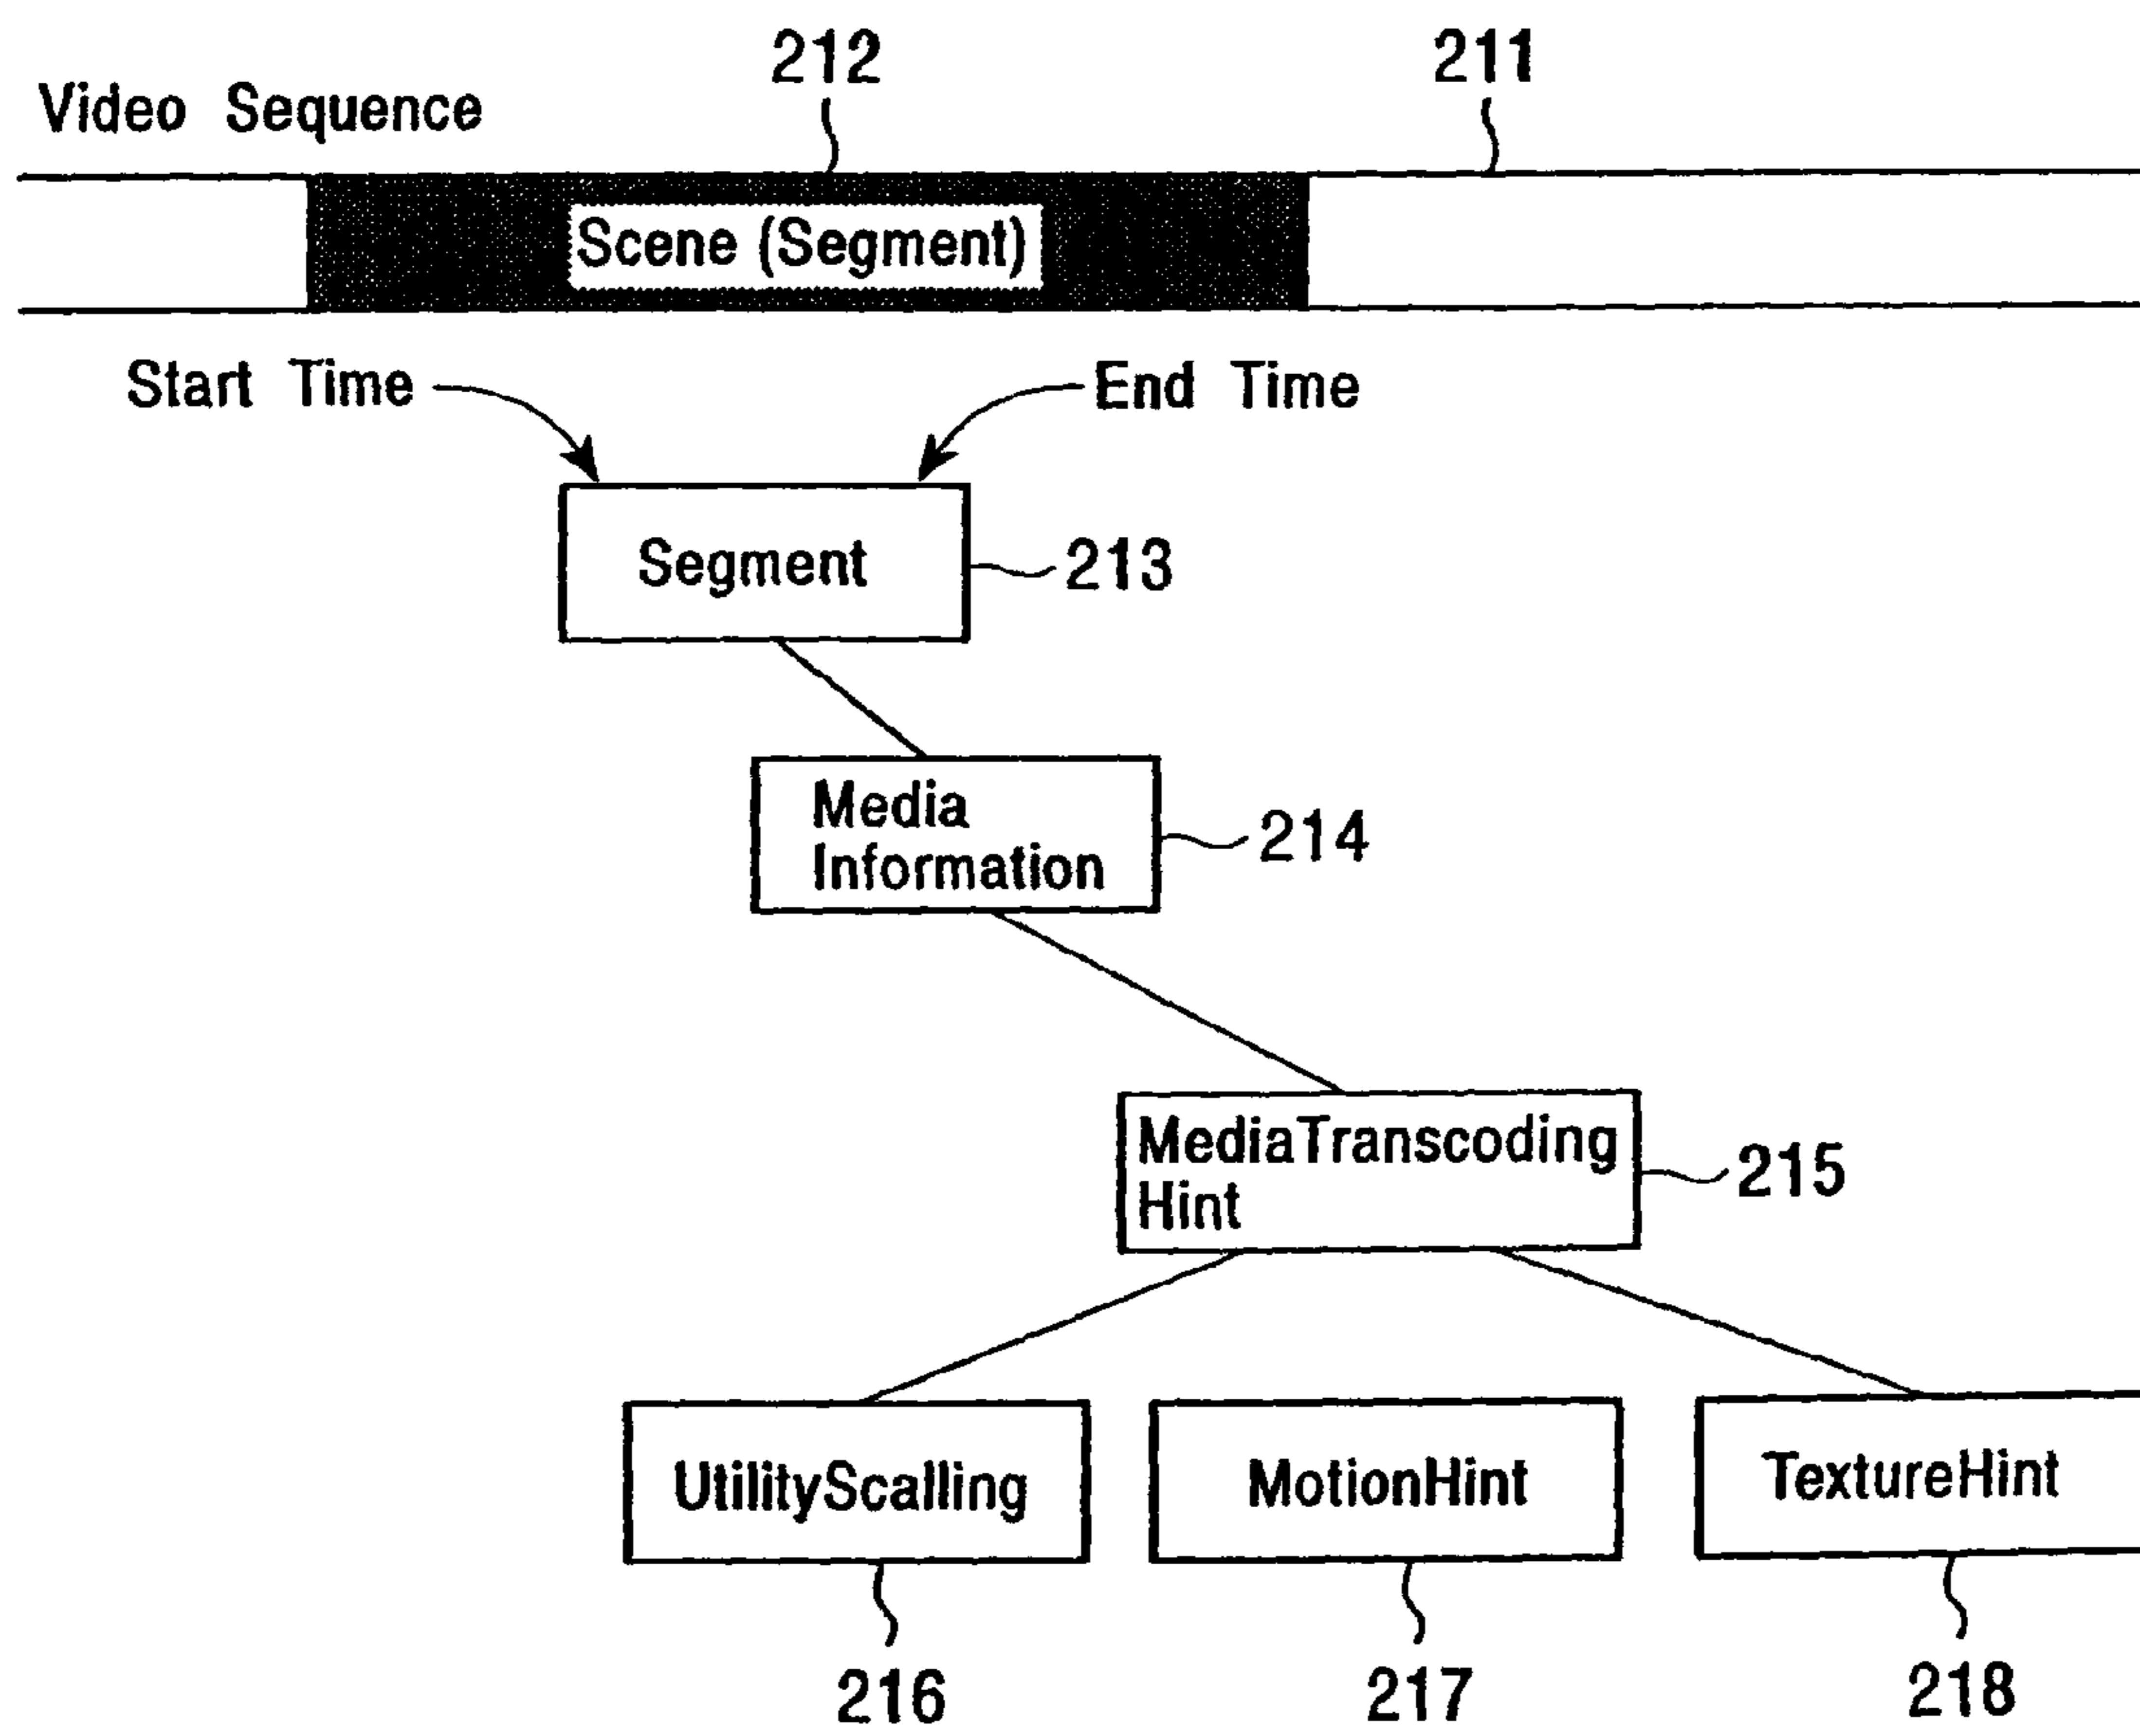 212
211
Video Sequence
Scene (Segment)
Start Time
End Time
Segment
213
Media
Information
214
MediaTranscoding
Hint
215
UtilityScalling
MotionHint
TextureHint
216
217
218